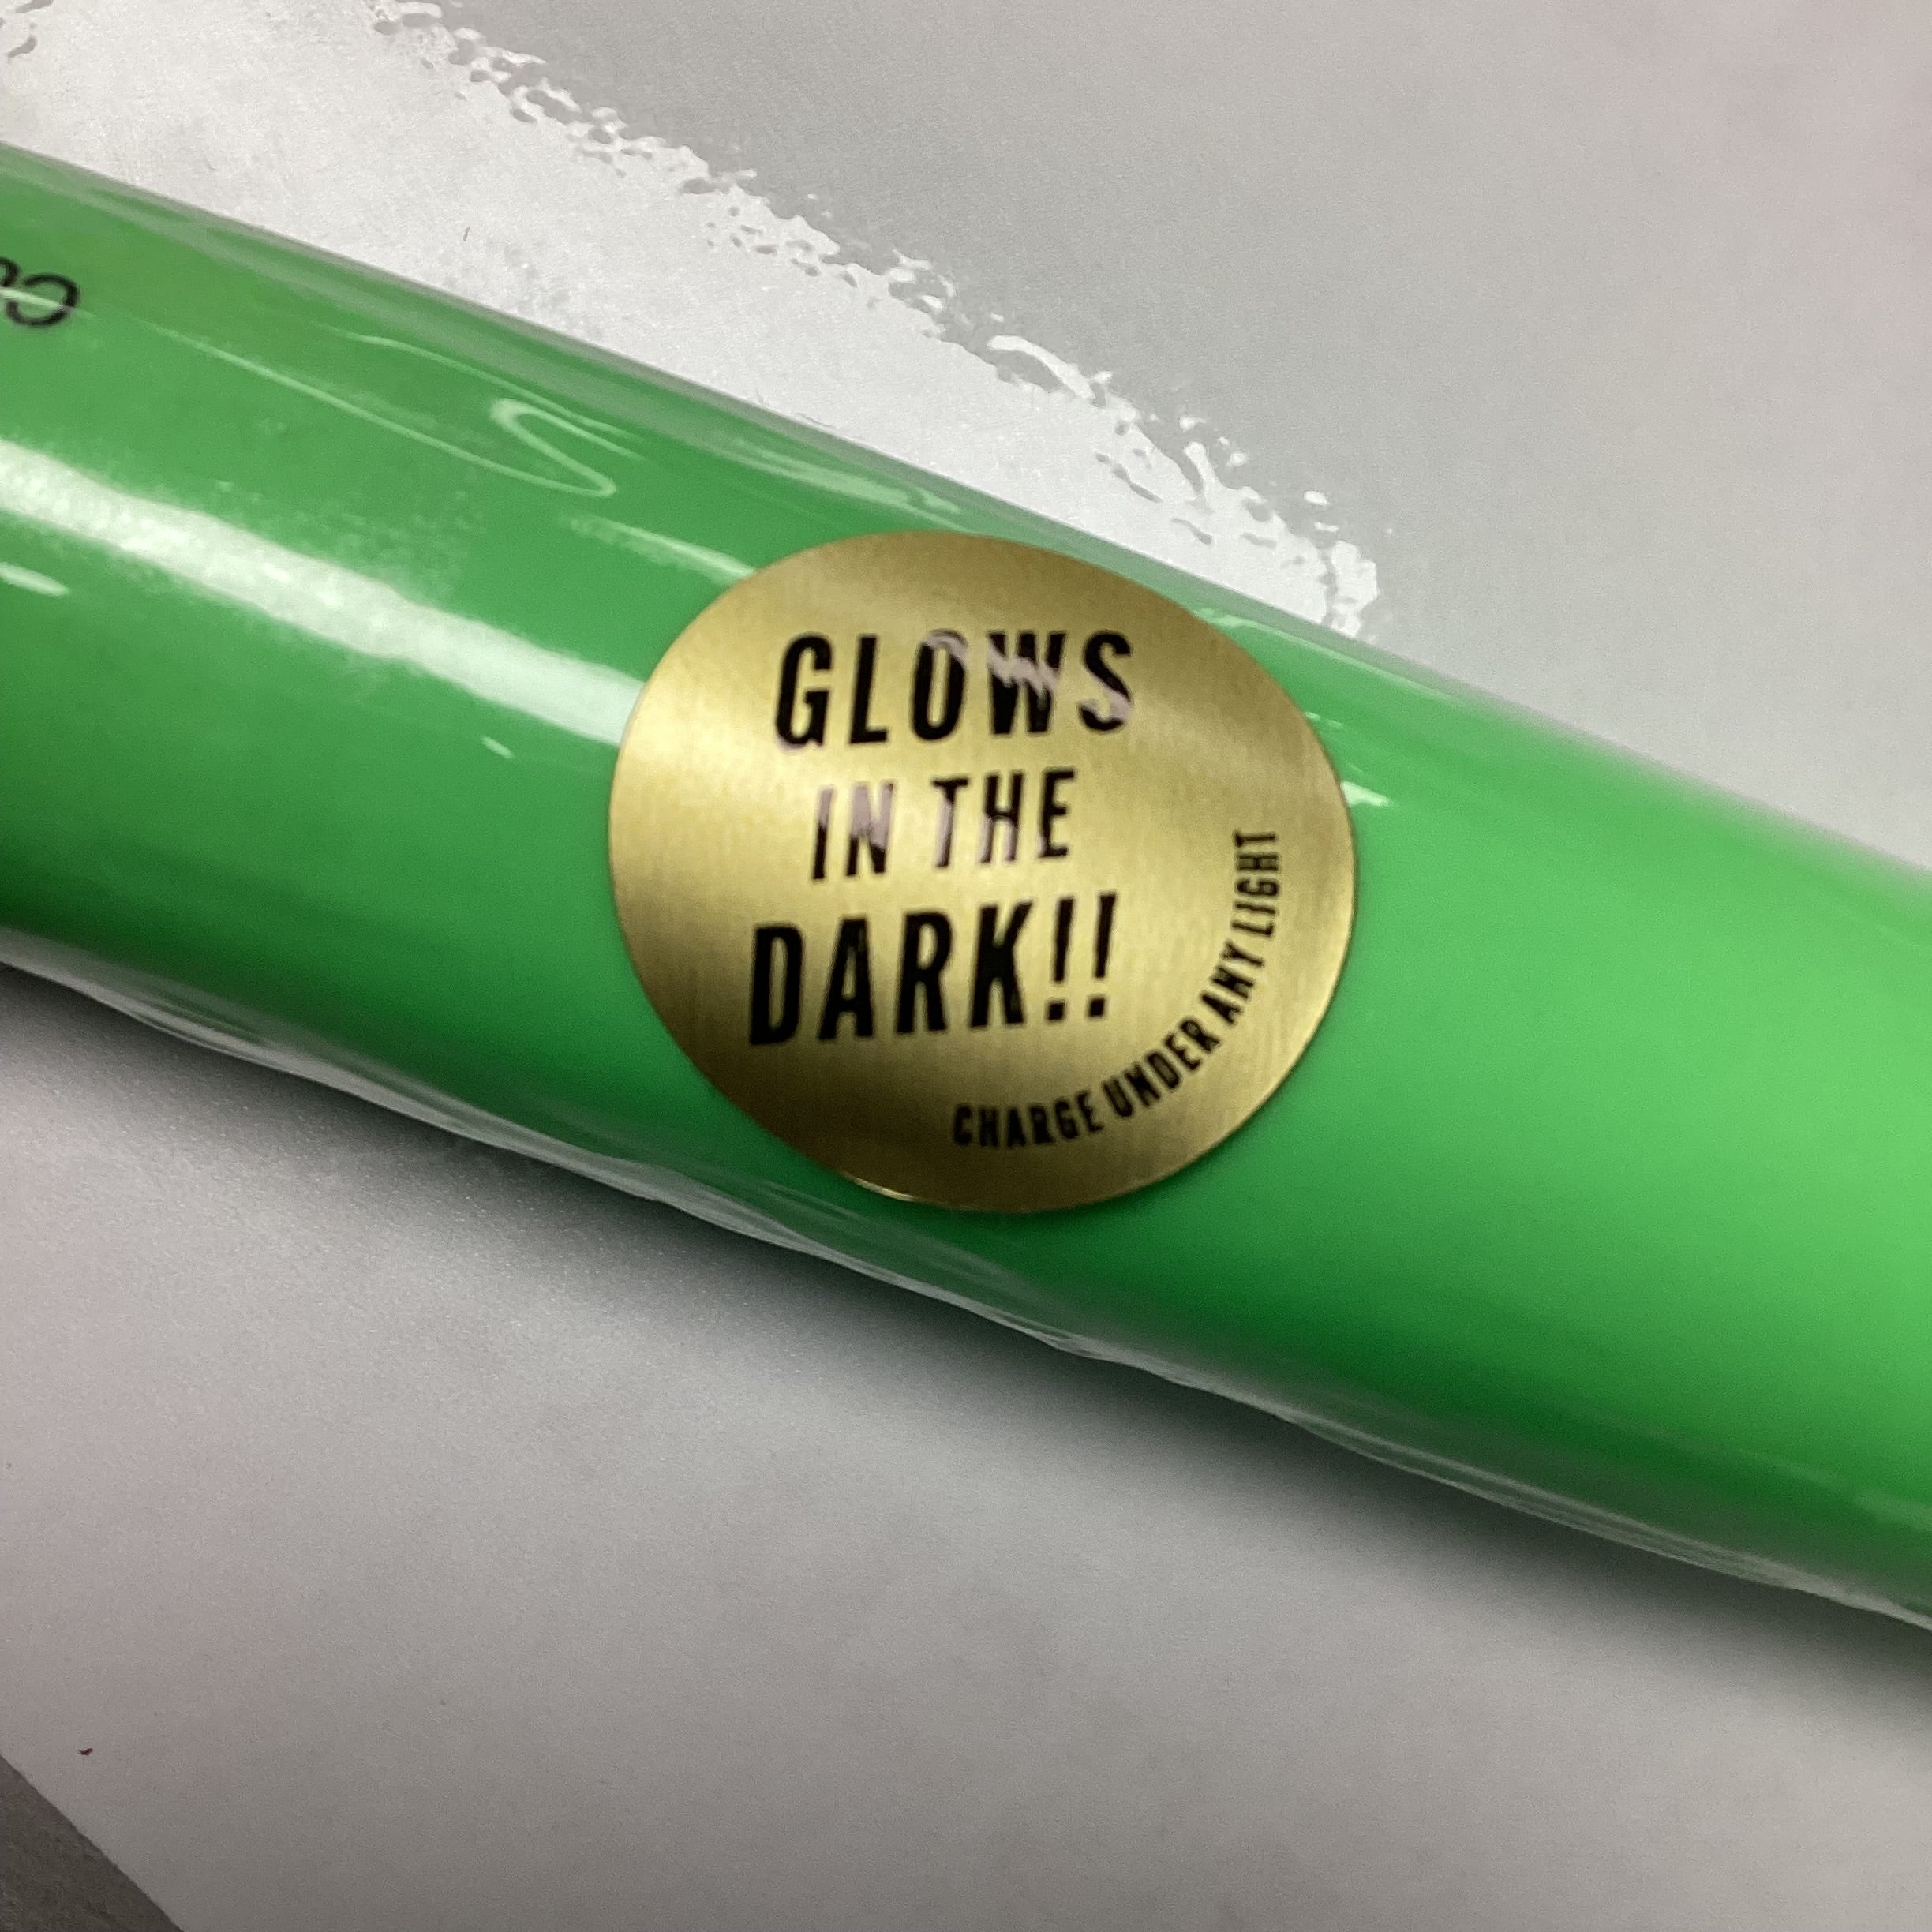 GLOWS
IN THE
DARK!!
CHARGE UNDER ANY LIGHT